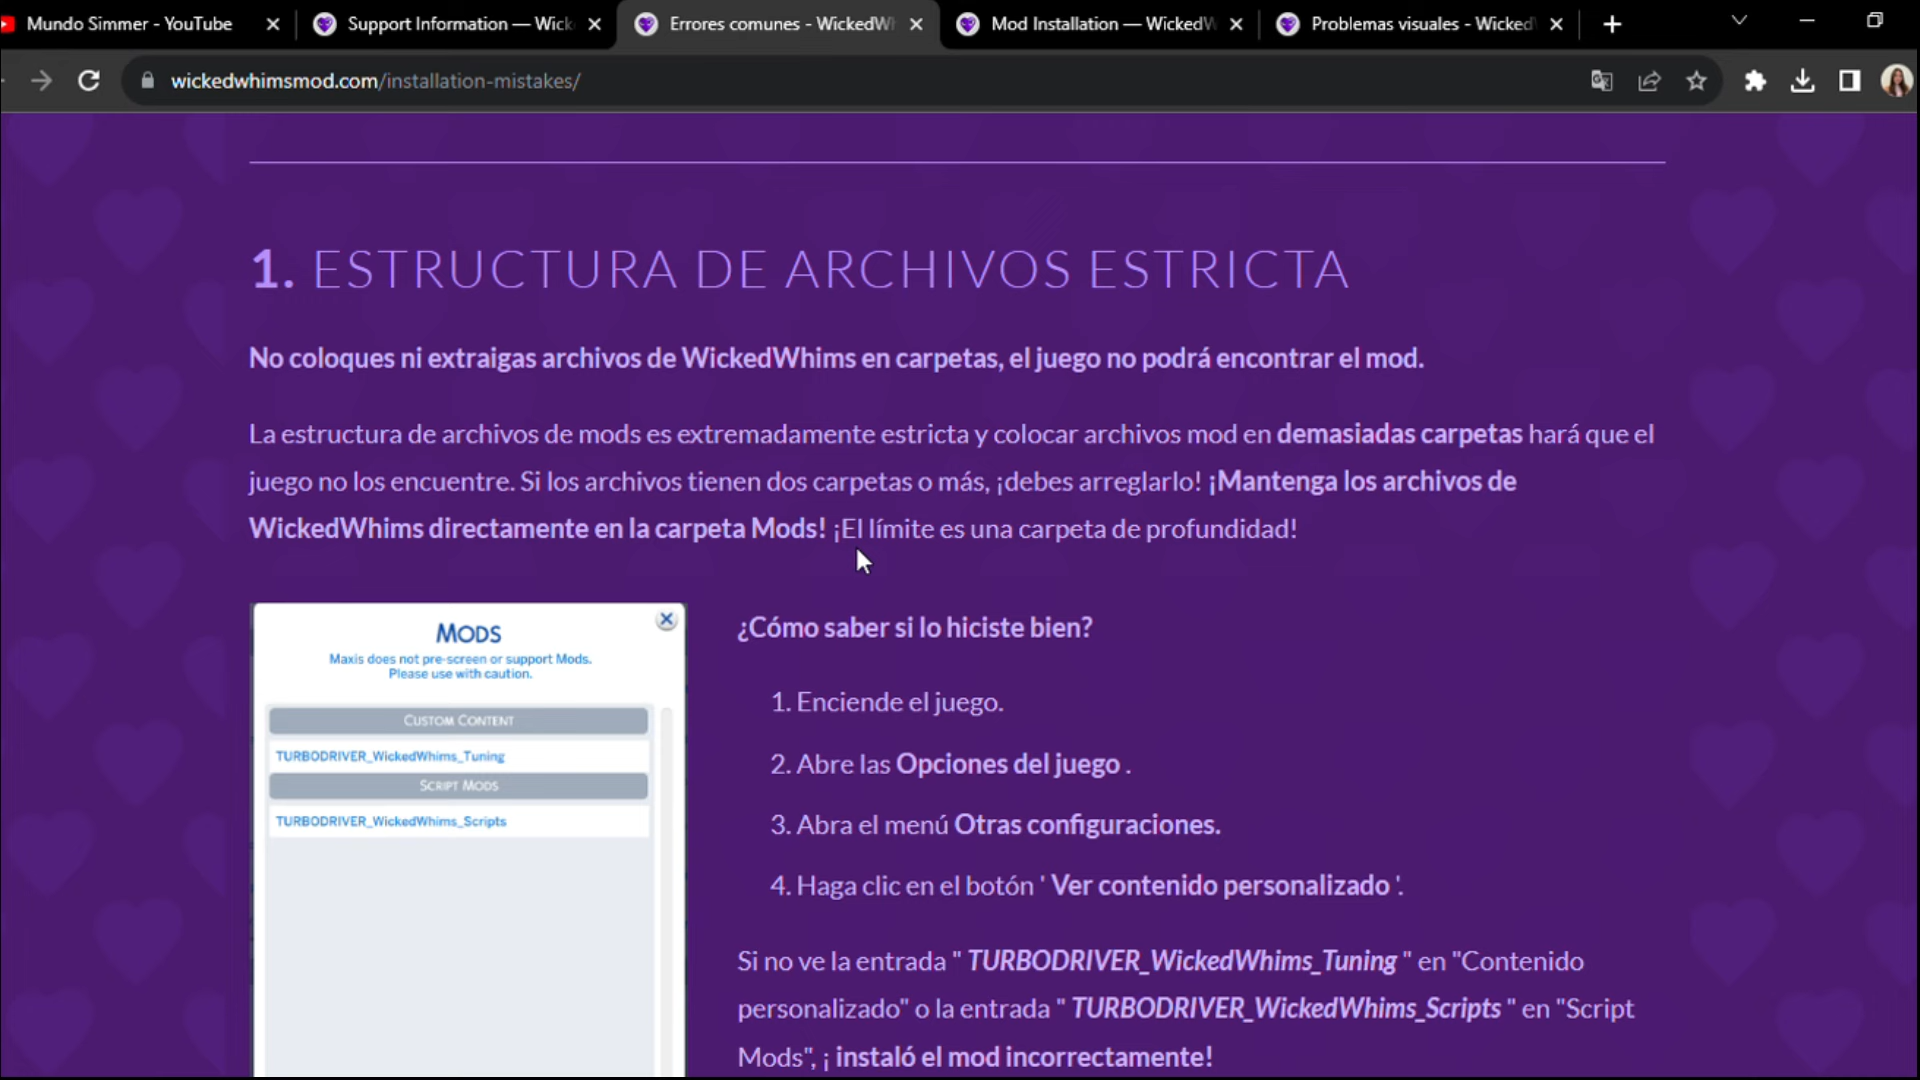 Mundo Simmer - YouTube
Support Information — Wick
Errores comunes - WickedWh
Mod Installation — WickedW
Problemas visuales - Wicked
wickedwhimsmod.com/installation-mistakes/
1. ESTRUCTURA DE ARCHIVOS ESTRICTA
No coloques ni extraigas archivos de WickedWhims en carpetas, el juego no podrá encontrar el mod.
La estructura de archivos de mods es extremadamente estricta y colocar archivos mod en demasiadas carpetas hará que el
juego no los encuentre. Si los archivos tienen dos carpetas o más, ¡debes arreglarlo! ¡Mantenga los archivos de
WickedWhims directamente en la carpeta Mods! ¡El límite es una carpeta de profundidad!
MODS
Maxis does not pre-screen or support Mods.
Please use with caution.
CUSTOM CONTENT
TURBODRIVER_WickedWhims_Tuning
SCRIPT MODS
TURBODRIVER_WickedWhims_Scripts
¿Cómo saber si lo hiciste bien?
1. Enciende el juego.
2. Abre las Opciones del juego .
3. Abra el menú Otras configuraciones.
4. Haga clic en el botón ' Ver contenido personalizado '.
Si no ve la entrada " TURBODRIVER_WickedWhims_Tuning " en "Contenido
personalizado" o la entrada " TURBODRIVER_WickedWhims_Scripts " en "Script
Mods", ¡ instaló el mod incorrectamente!